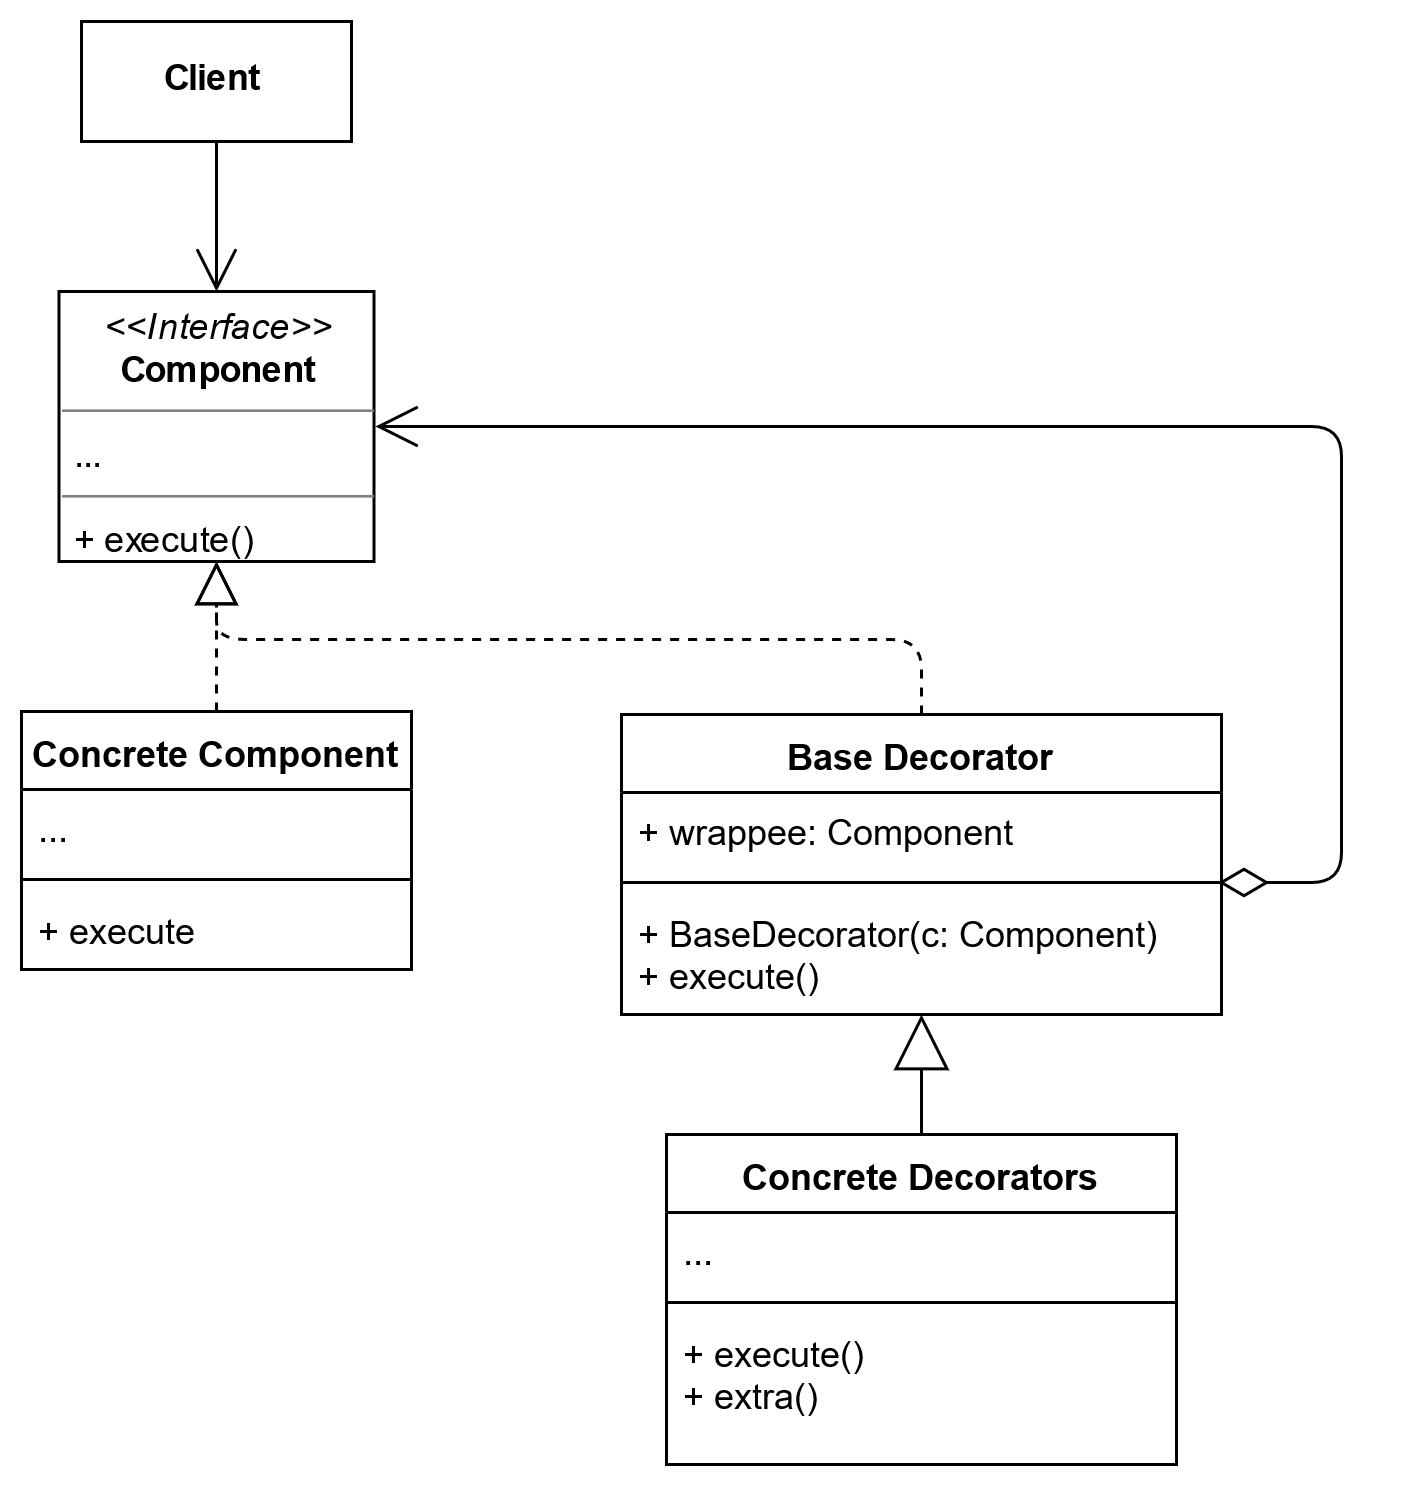 Client
<<Interface>>
Component
...
+ execute()
Concrete Component
...
+ execute
Base Decorator
+ wrappee: Component
+ BaseDecorator(c: Component)
+ execute()
Concrete Decorators
...
+ execute()
+ extra()